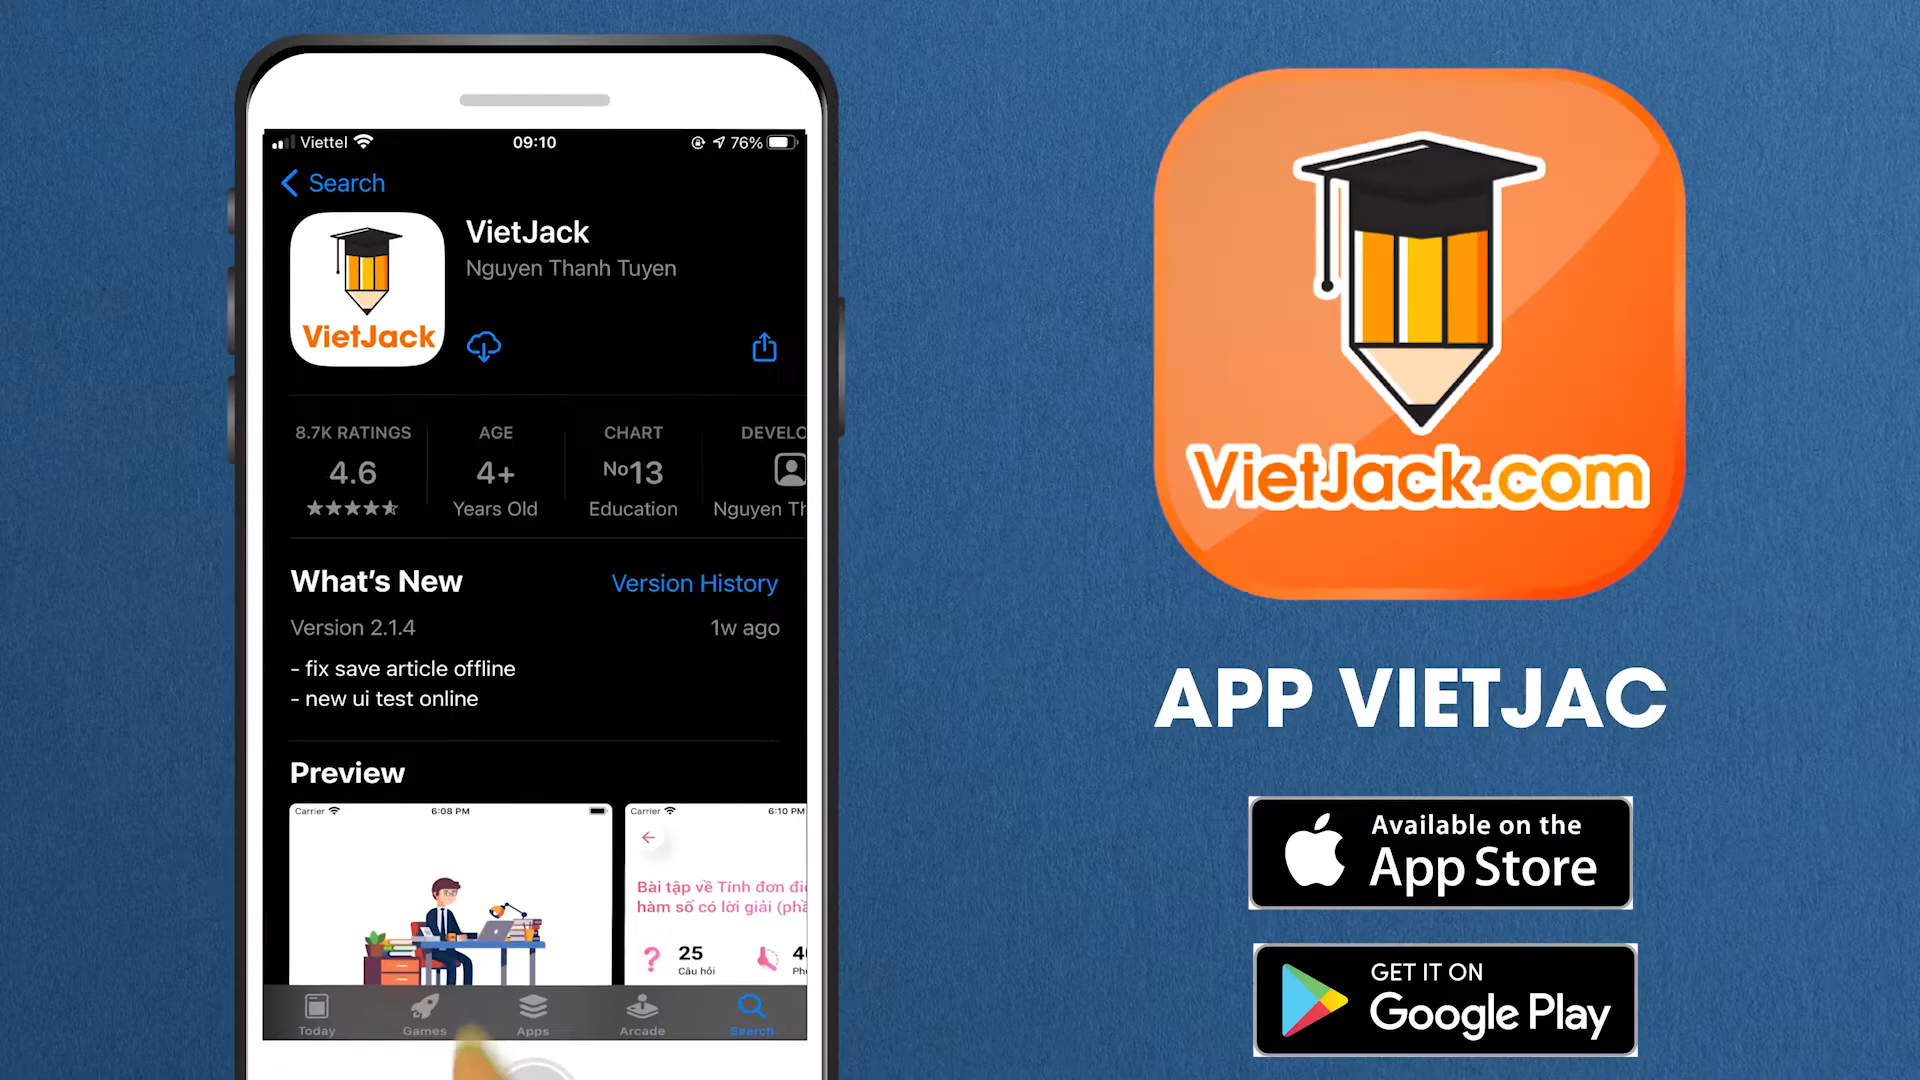 Viettel
09:10
76%
Search
VietJack
VietJack
Nguyen Thanh Tuyen
8.7K RATINGS
4.6
AGE
4+
Years Old
CHART
No13
Education
DEVELO
Nguyen Th
What's New
Version History
Version 2.1.4
1w ago
- fix save article offline
- new ui test online
Preview
Carrier
6:08 PM
Carrier
6:10 PM
Bài tập về Tính đơn đi
hàm số có lời giải (phầ
25
Câu hỏi
Today
Games
Apps
Arcade
Search
VietJack.com
APP VIETJAC
Available on the
App Store
GET IT ON
Google Play